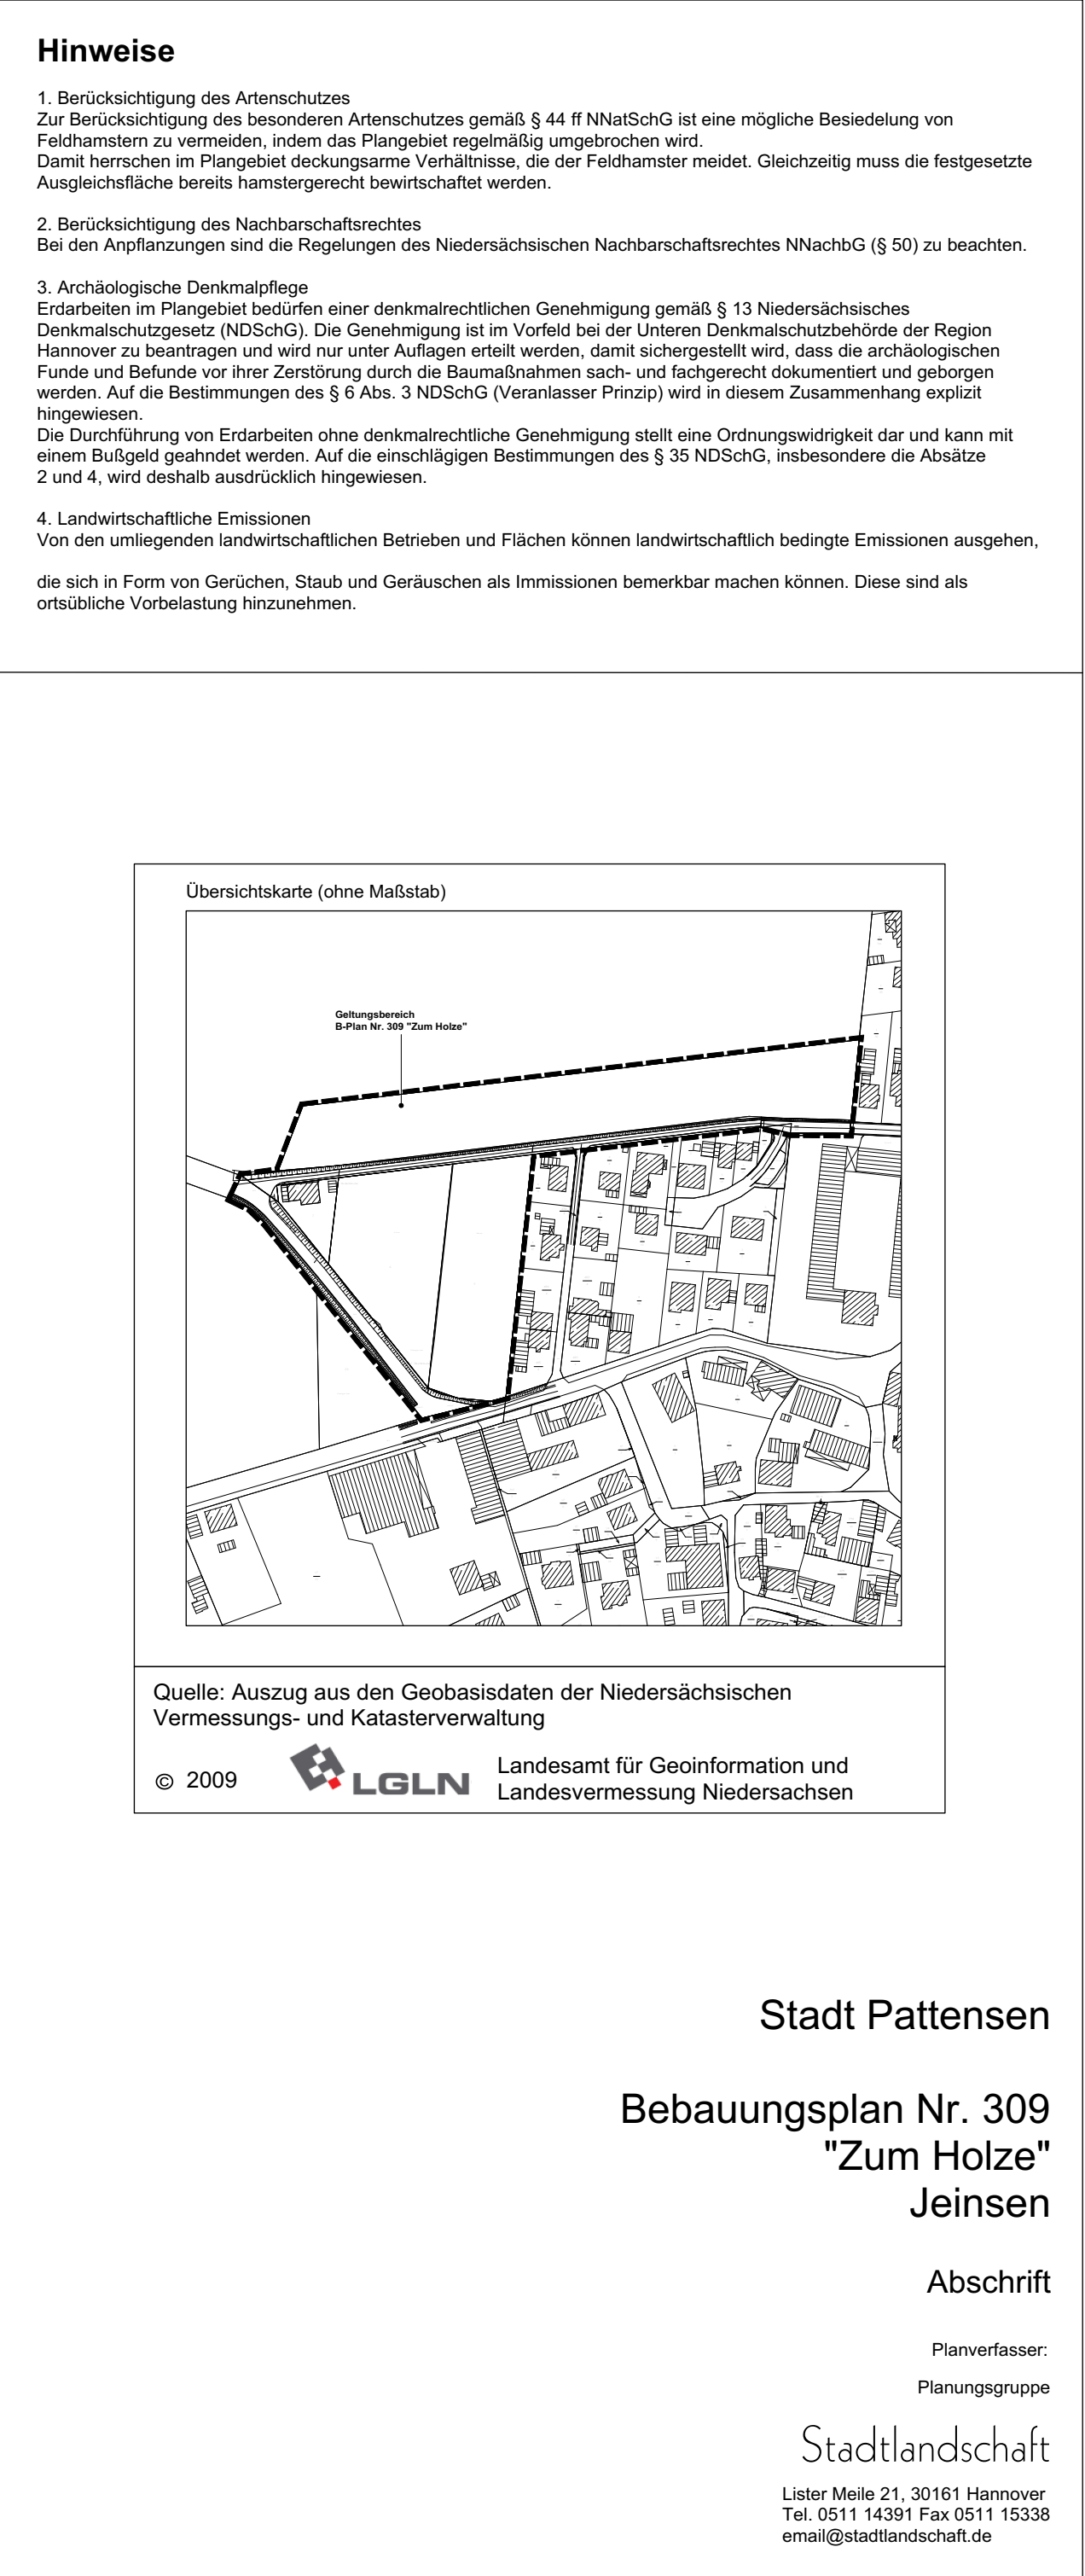 Hinweise
1. Berücksichtigung des Artenschutzes
Zur Berücksichtigung des besonderen Artenschutzes gemäß § 44 ff NNatSchG ist eine mögliche Besiedelung von
Feldhamstern zu vermeiden, indem das Plangebiet regelmäßig umgebrochen wird.
Damit herrschen im Plangebiet deckungsarme Verhältnisse, die der Feldhamster meidet. Gleichzeitig muss die festgesetzte
Ausgleichsfläche bereits hamstergerecht bewirtschaftet werden.
2. Berücksichtigung des Nachbarschaftsrechtes
Bei den Anpflanzungen sind die Regelungen des Niedersächsischen Nachbarschaftsrechtes NNachbG (§ 50) zu beachten.
3. Archäologische Denkmalpflege
Erdarbeiten im Plangebiet bedürfen einer denkmalrechtlichen Genehmigung gemäß § 13 Niedersächsisches
Denkmalschutzgesetz (NDSchG). Die Genehmigung ist im Vorfeld bei der Unteren Denkmalschutzbehörde der Region
Hannover zu beantragen und wird nur unter Auflagen erteilt werden, damit sichergestellt wird, dass die archäologischen
Funde und Befunde vor ihrer Zerstörung durch die Baumaßnahmen sach- und fachgerecht dokumentiert und geborgen
werden. Auf die Bestimmungen des § 6 Abs. 3 NDSchG (Veranlasser Prinzip) wird in diesem Zusammenhang explizit
hingewiesen.
Die Durchführung von Erdarbeiten ohne denkmalrechtliche Genehmigung stellt eine Ordnungswidrigkeit dar und kann mit
einem Bußgeld geahndet werden. Auf die einschlägigen Bestimmungen des § 35 NDSchG, insbesondere die Absätze
2 und 4, wird deshalb ausdrücklich hingewiesen.
4. Landwirtschaftliche Emissionen
Von den umliegenden landwirtschaftlichen Betrieben und Flächen können landwirtschaftlich bedingte Emissionen ausgehen,
die sich in Form von Gerüchen, Staub und Geräuschen als Immissionen bemerkbar machen können. Diese sind als
ortsübliche Vorbelastung hinzunehmen.
Übersichtskarte (ohne Maßstab)
Geltungsbereich
B-Plan Nr. 309 "Zum Holze"
Quelle: Auszug aus den Geobasisdaten der Niedersächsischen
Vermessungs- und Katasterverwaltung
© 2009
LGLN
Landesamt für Geoinformation und
Landesvermessung Niedersachsen
Stadt Pattensen
Bebauungsplan Nr. 309
"Zum Holze"
Jeinsen
Abschrift
Planverfasser:
Planungsgruppe
Stadtlandschaft
Lister Meile 21, 30161 Hannover
Tel. 0511 14391 Fax 0511 15338
email@stadtlandschaft.de